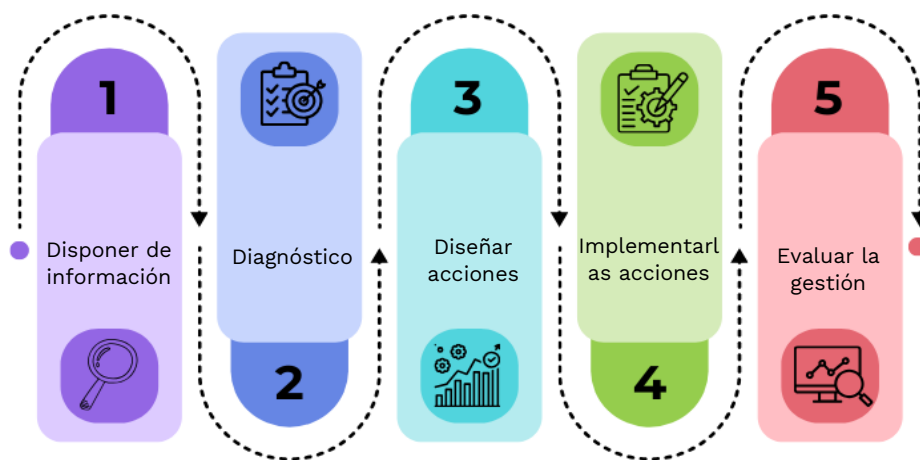 1
Disponer de
información
Diagnóstico
2
3
Diseñar
acciones
Implementarl
as acciones
4
5
Evaluar la
gestión